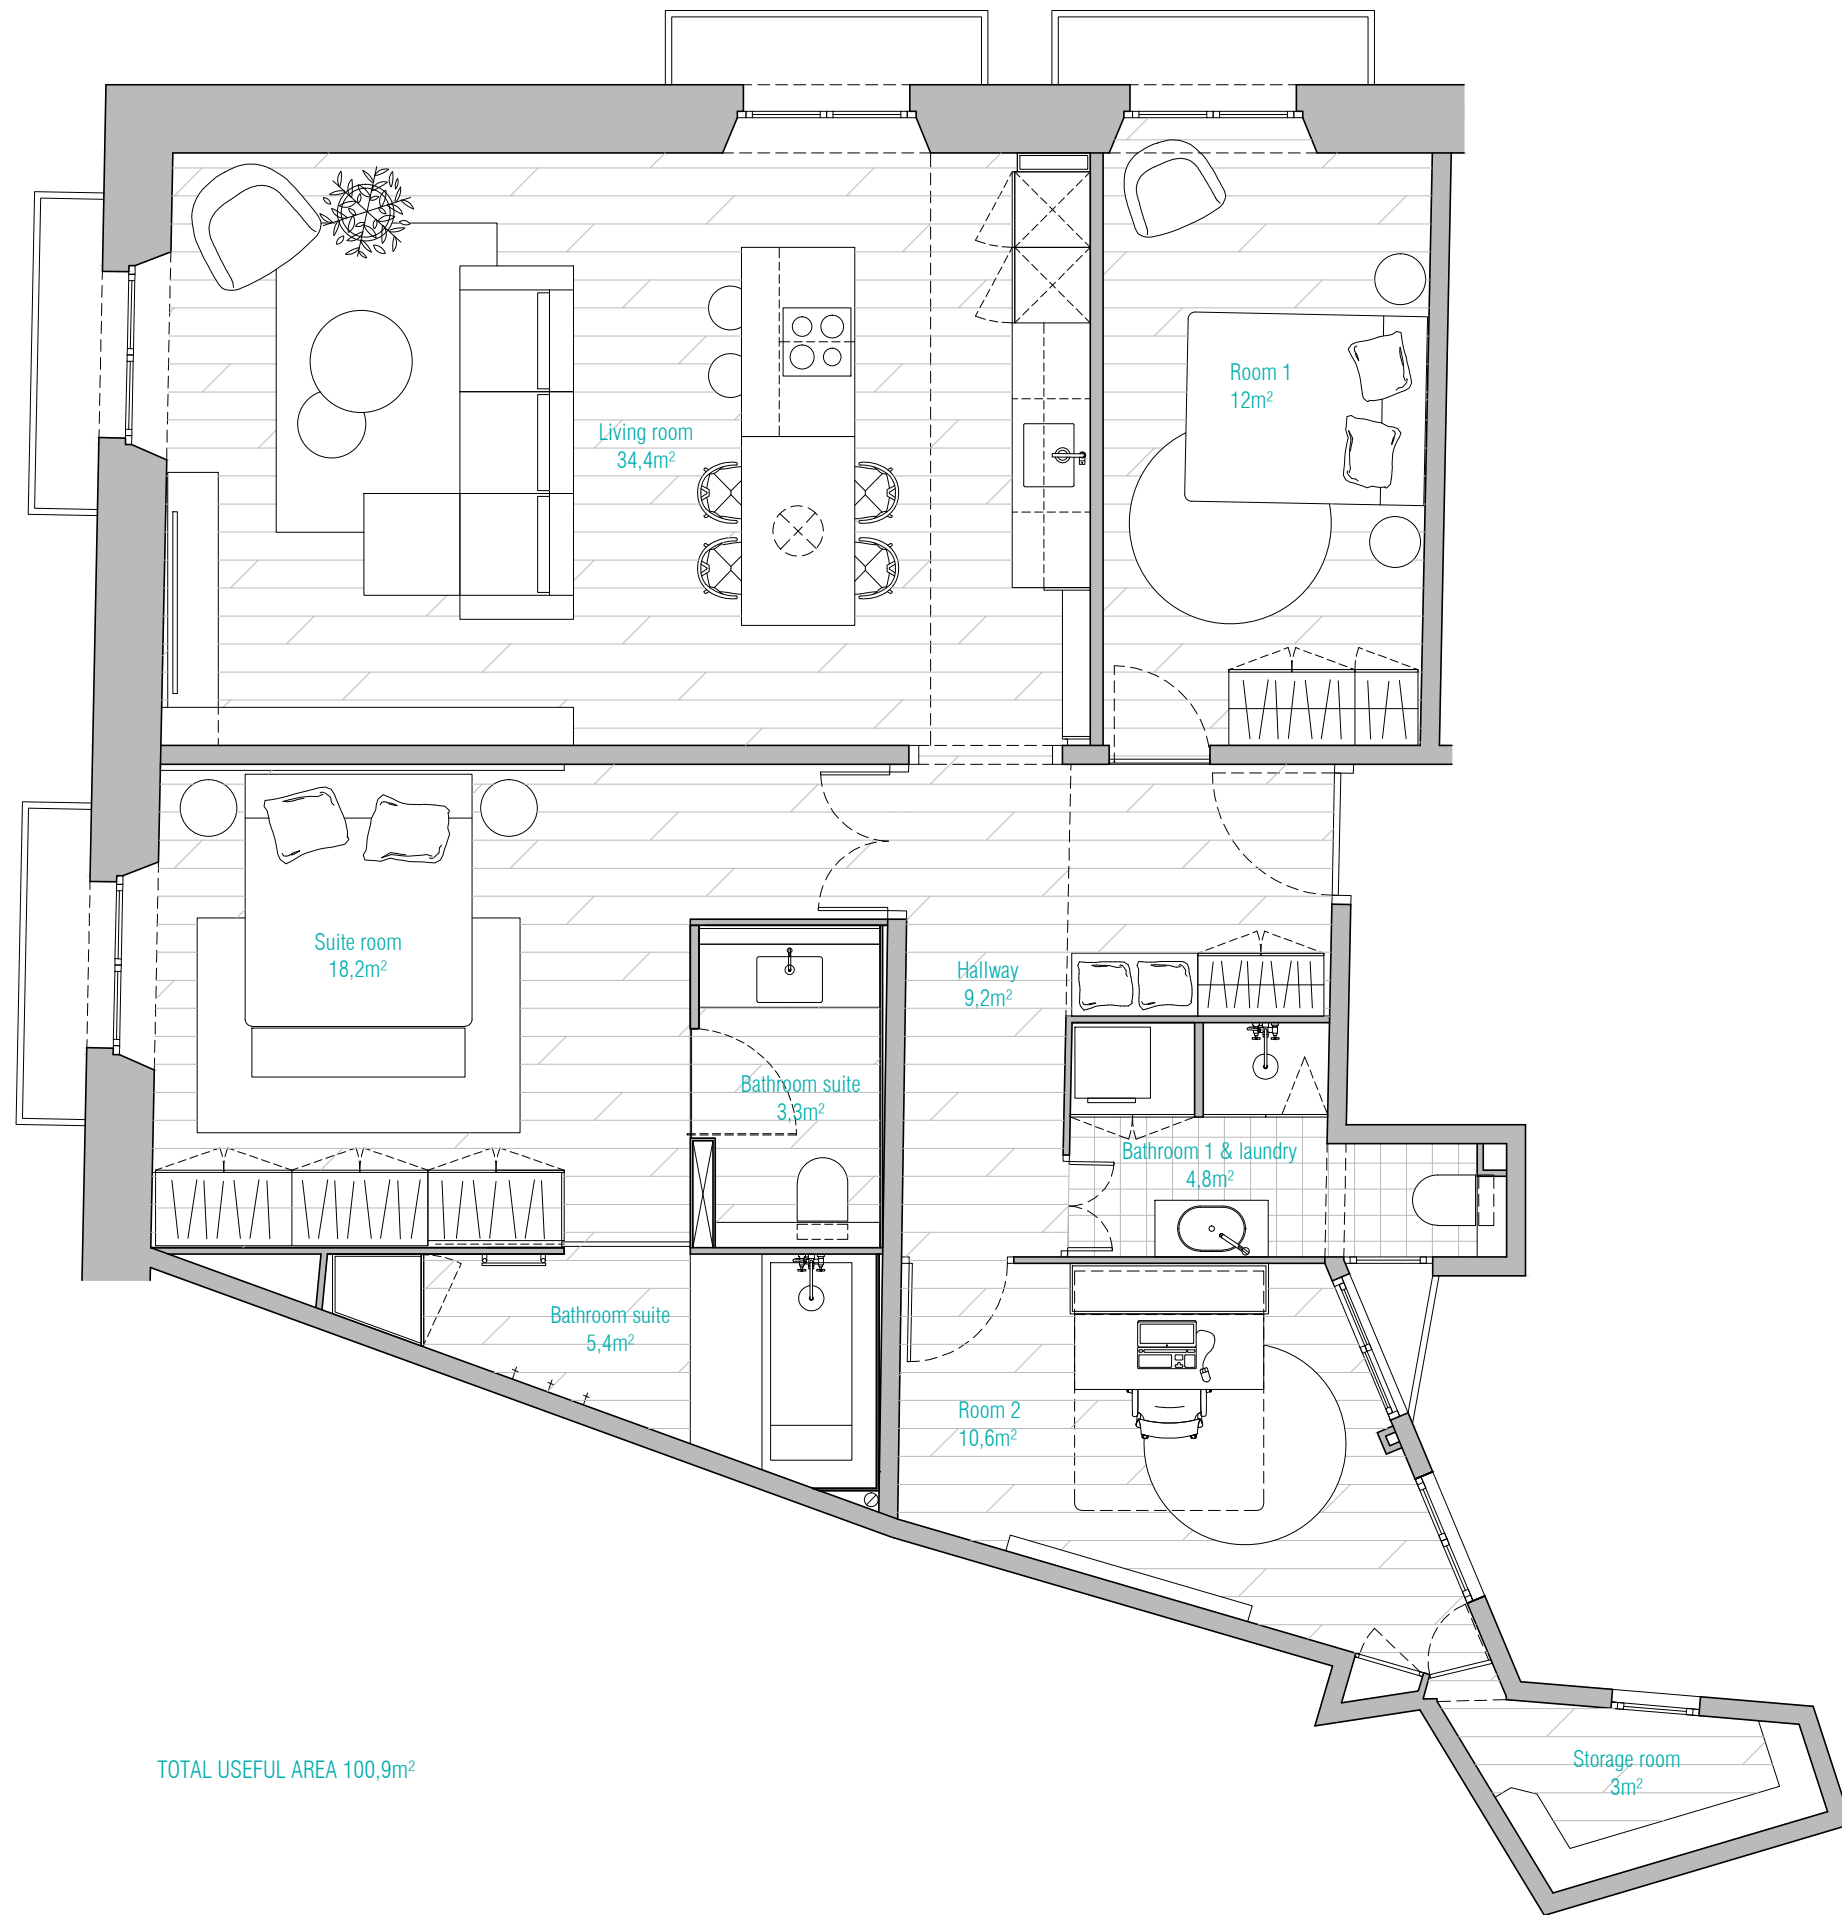 Living room
34,4m²
Room 1
12m²
Suite room
18,2m²
Hallway
9,2m²
Bathroom suite
3,3m²
Bathroom 1 & laundry
4,8m²
Bathroom suite
5,4m²
Room 2
10,6m²
Storage room
3m²
TOTAL USEFUL AREA 100,9m²